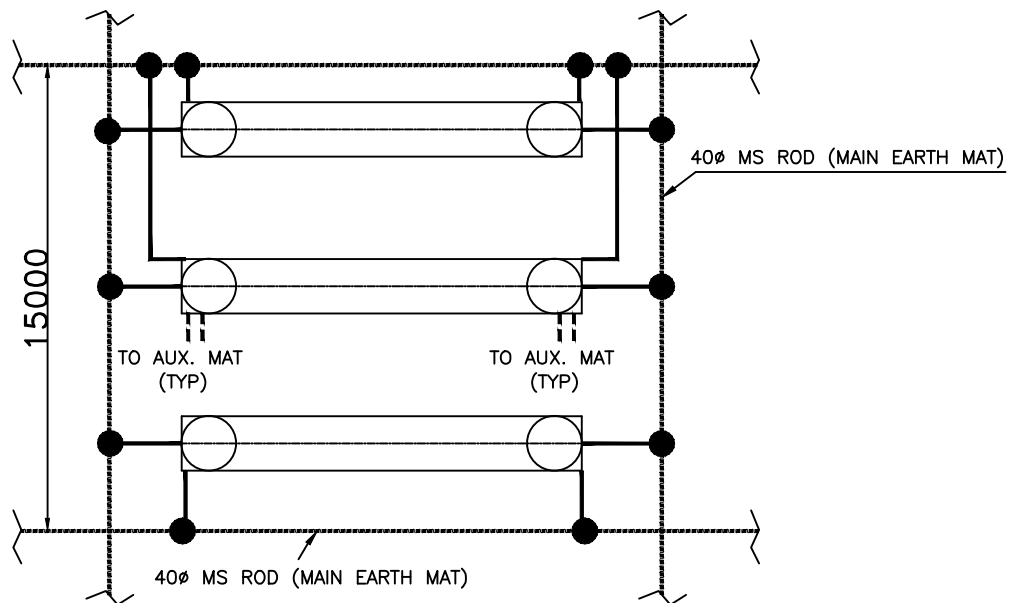 40ø MS ROD (MAIN EARTH MAT)
15000
TO AUX. MAT
(TYP)
TO AUX. MAT
(TYP)
40ø MS ROD (MAIN EARTH MAT)